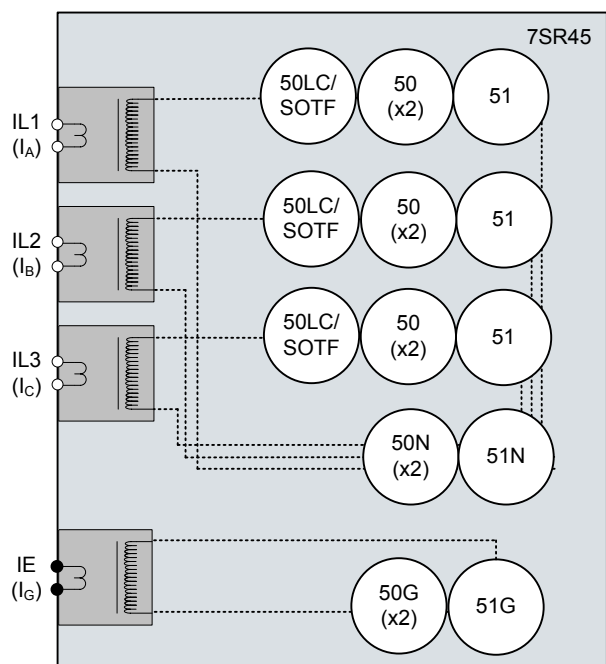 7SR45
IL1
(IA)
50LC/
SOTF
50
(x2)
51
IL2
(IB)
50LC/
SOTF
50
(x2)
51
IL3
(IC)
50LC/
SOTF
50
(x2)
51
50N
(x2)
51N
IE
(IG)
50G
(x2)
51G